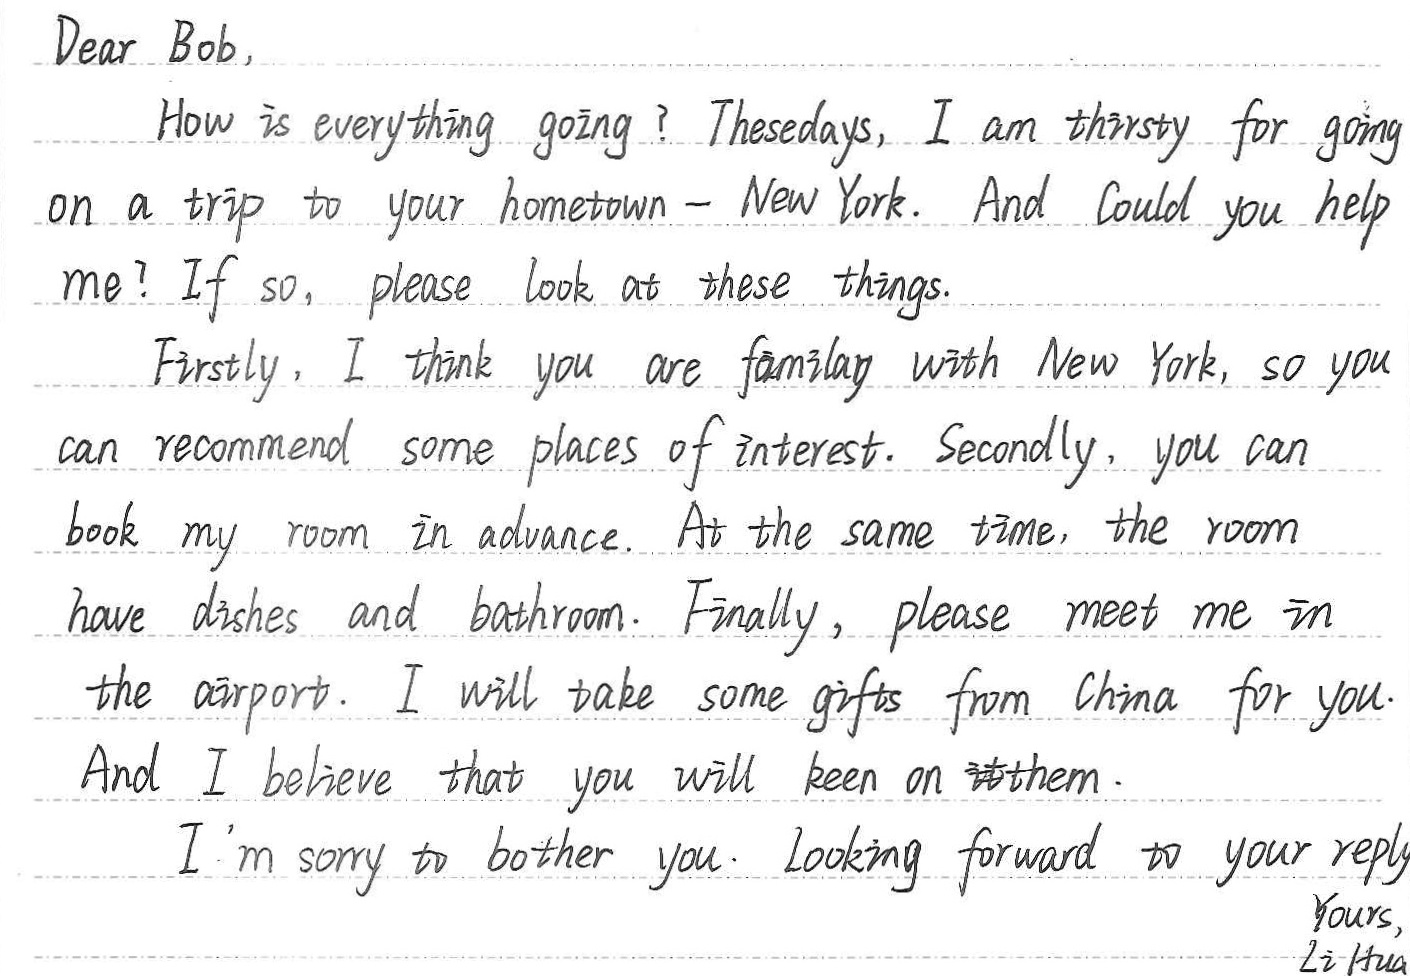 Dear Bob,
How is everything going? Thesedays, I am thirsty for going
on a trip to your hometown - New York. And Could you help
me? If so, please look at these things.
Firstly, I think you are familay with New York, so you
can recommend some places of interest. Secondly, you can
book my room in advance. At the same time, the room
have dishes and bathroom. Finally, please meet me in
the airport. I will take some gifts from China for you.
And I believe that you will keen on them.
I'm sorry to bother you. Looking forward to your reply
Yours,
Li Hua